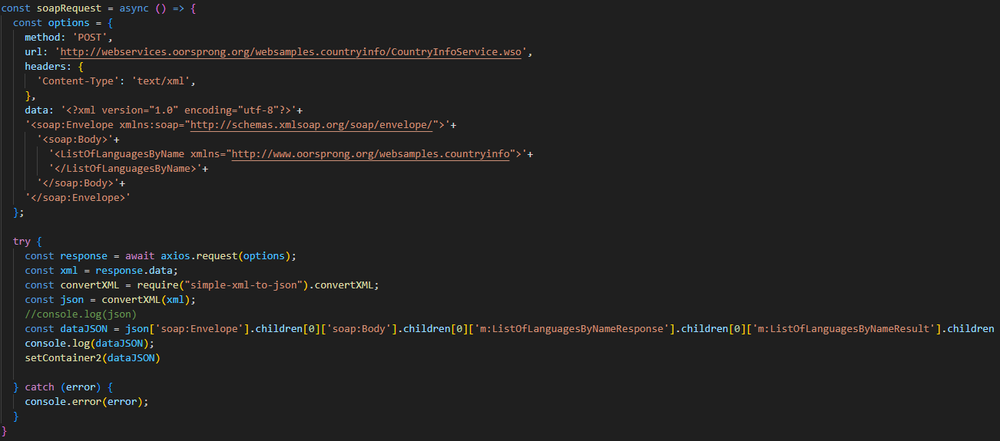 const soapRequest = async () => {
  const options = {
    method: 'POST',
    url: 'http://webservices.oorsprong.org/websamples.countryinfo/CountryInfoService.wso',
    headers: {
      'Content-Type': 'text/xml',
    },
    data: '<?xml version="1.0" encoding="utf-8"?>'+
    '<soap:Envelope xmlns:soap="http://schemas.xmlsoap.org/soap/envelope/">'+
      '<soap:Body>'+
        '<ListOfLanguagesByName xmlns="http://www.oorsprong.org/websamples.countryinfo">'+
        '</ListOfLanguagesByName>'+
      '</soap:Body>'+
    '</soap:Envelope>'
  };

  try {
    const response = await axios.request(options);
    const xml = response.data;
    const convertXML = require("simple-xml-to-json").convertXML;
    const json = convertXML(xml);
    //console.log(json)
    const dataJSON = json['soap:Envelope'].children[0]['soap:Body'].children[0]['m:ListOfLanguagesByNameResponse'].children[0]['m:ListOfLanguagesByNameResult'].children
    console.log(dataJSON);
    setContainer2(dataJSON)

  } catch (error) {
    console.error(error);
  }
}